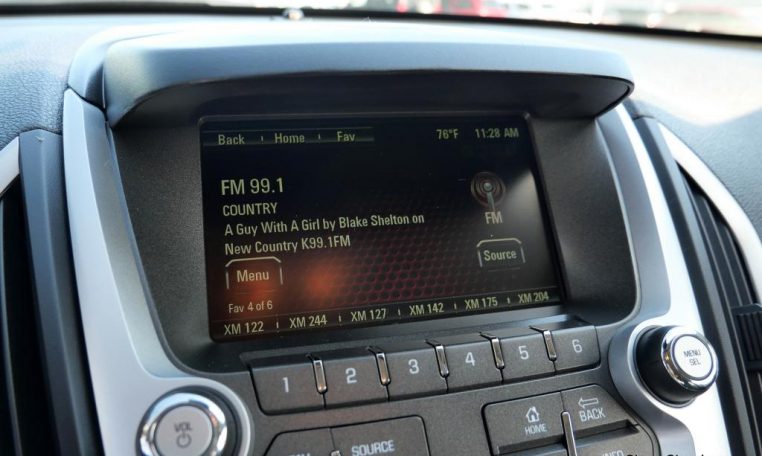 Back Home Fav 76°F 11:28 AM
FM 99.1
COUNTRY
A Guy With A Girl by Blake Shelton on
New Country K99.1FM
FM
Menu
Source
Fav 4 of 6
XM 122 XM 244 XM 127 XM 142 XM 175 XM 204
1 2 3 4 5 6
MENU
SEL
VOL
HOME
BACK
SOURCE